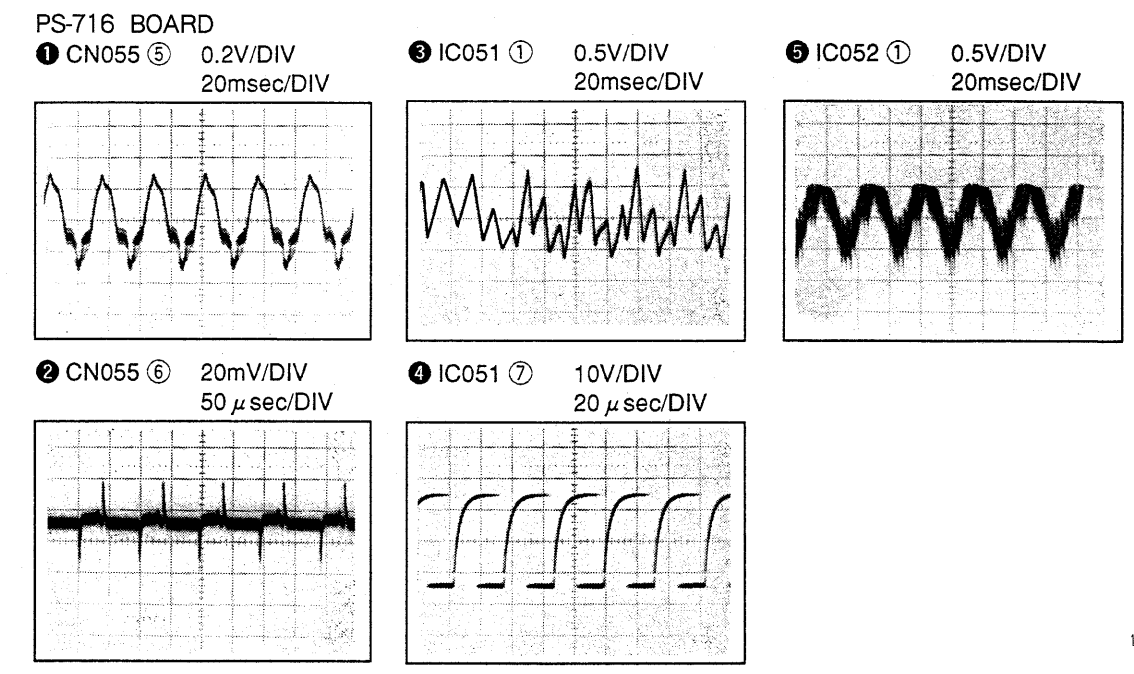 PS-716 BOARD
❶ CN055 ⑤ 0.2V/DIV
20msec/DIV
❸ IC051 ① 0.5V/DIV
20msec/DIV
❺ IC052 ① 0.5V/DIV
20msec/DIV
❷ CN055 ⑥ 20mV/DIV
50 μ sec/DIV
❹ IC051 ⑦ 10V/DIV
20 μ sec/DIV
1